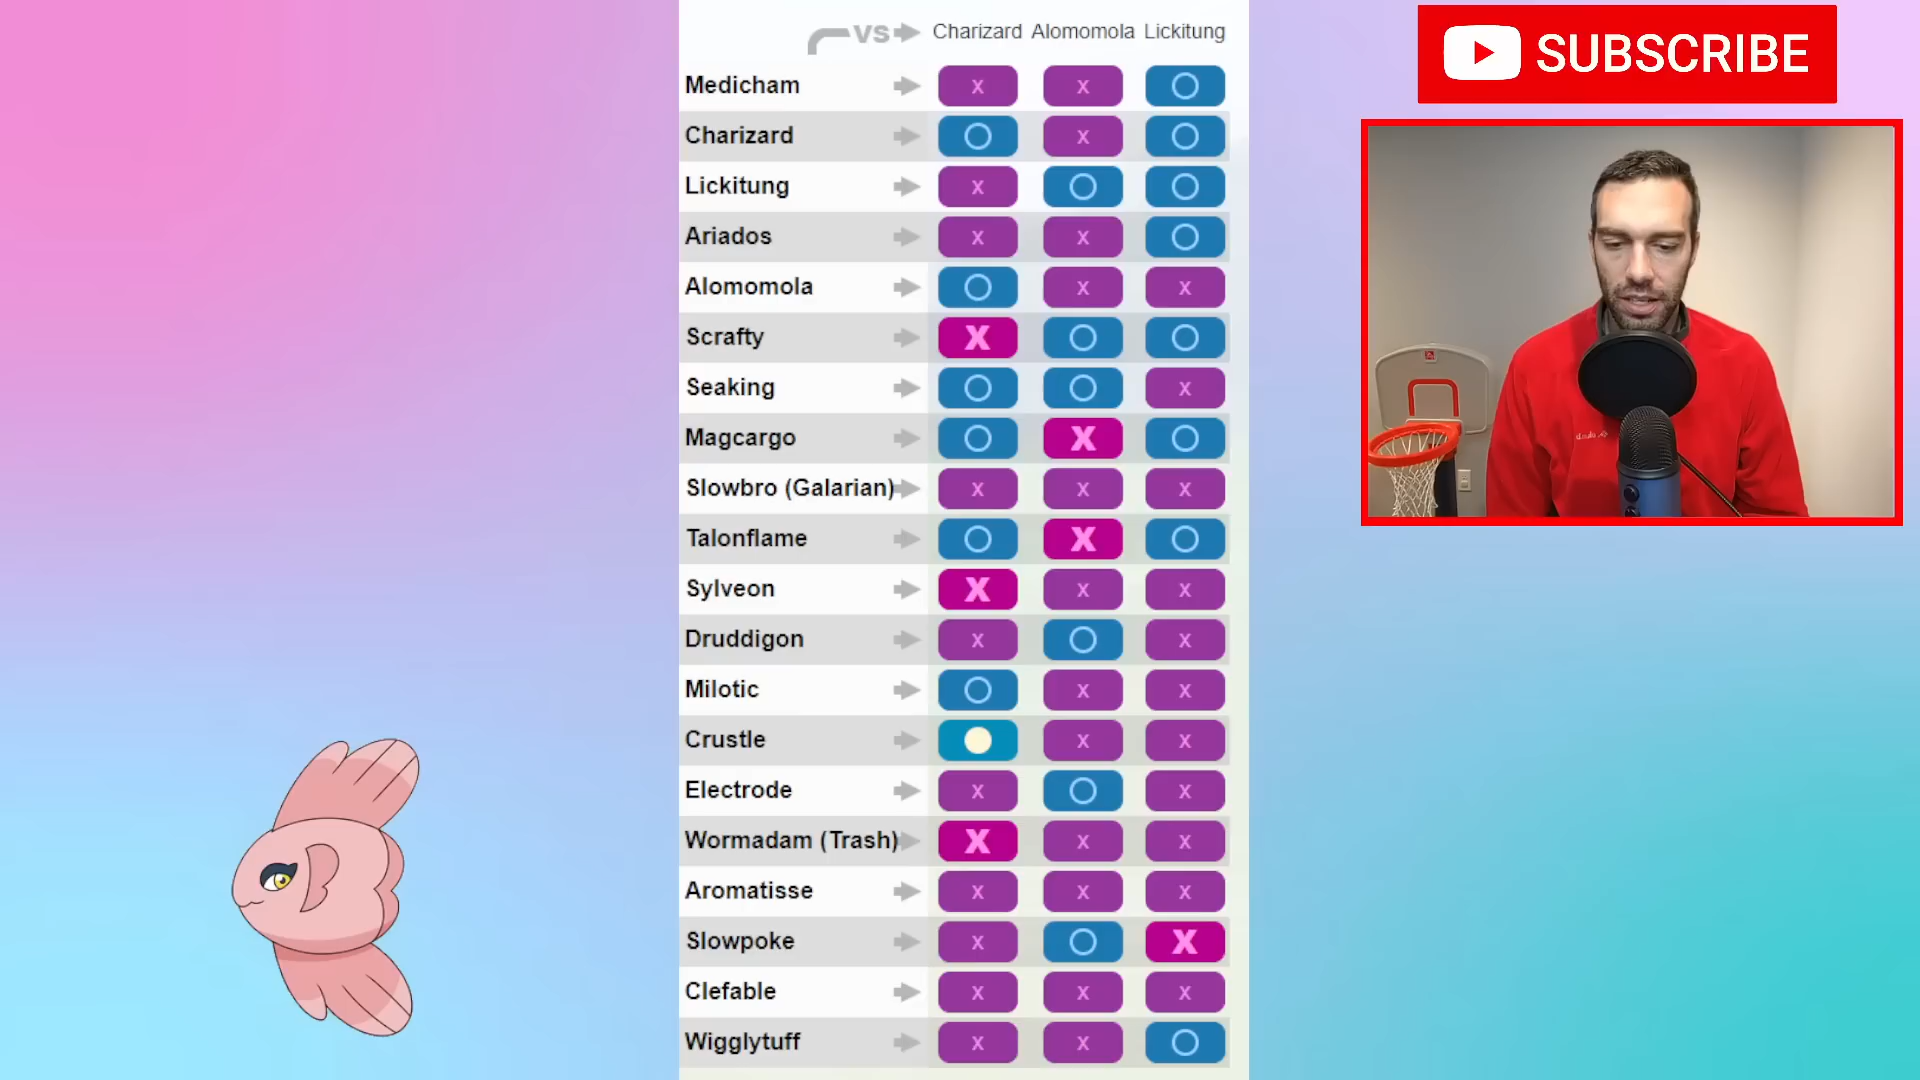 VS Charizard Alomomola Lickitung
SUBSCRIBE
Medicham X X
Charizard X
Lickitung X
Ariados X X
Alomomola X X
Scrafty X
Seaking X
Magcargo X
Slowbro (Galarian) X X X
Talonflame X
Sylveon X X X
Druddigon X X
Milotic X X
Crustle X X
Electrode X X
Wormadam (Trash) X X X
Aromatisse X X X
Slowpoke X X
Clefable X X X
Wigglytuff X X